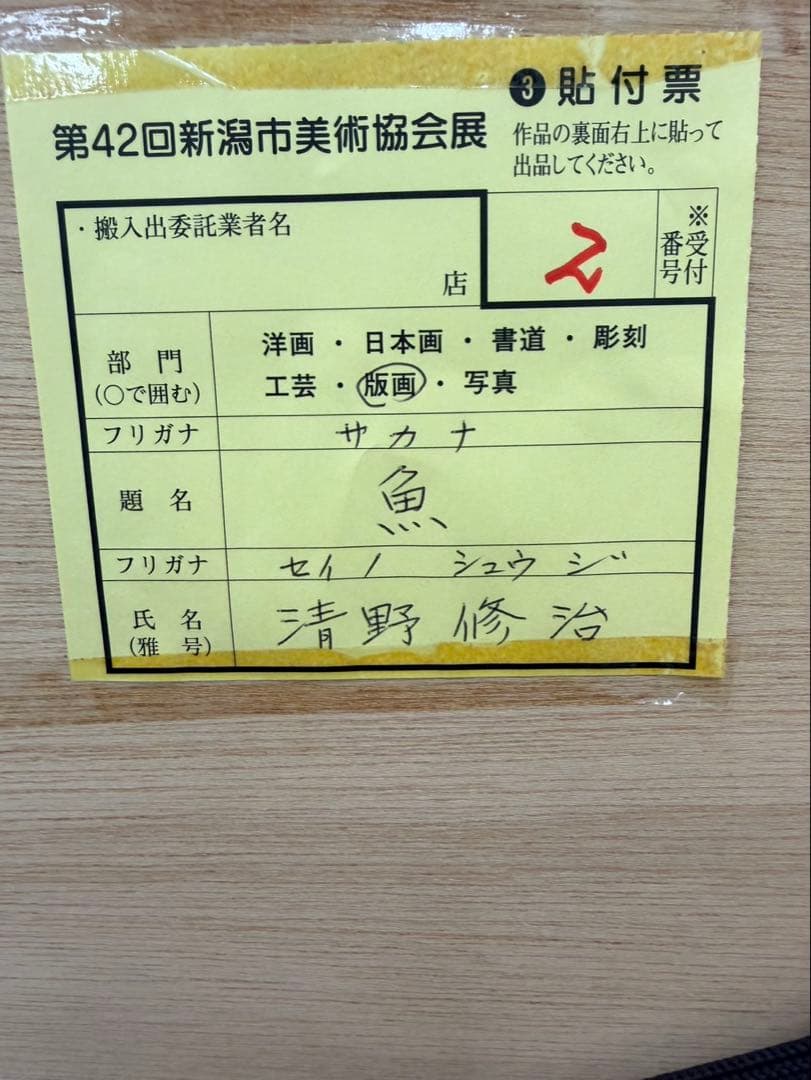 ❸貼付票
第42回新潟市美術協会展
作品の裏面右上に貼って
出品してください。
・搬入出委託業者名
店
2
※受付番号
部門
(○で囲む)
洋画・日本画・書道・彫刻
工芸・版画・写真
フリガナ
サカナ
題名
魚
フリガナ
セイノ シュウジ
氏名
(雅号)
清野修治